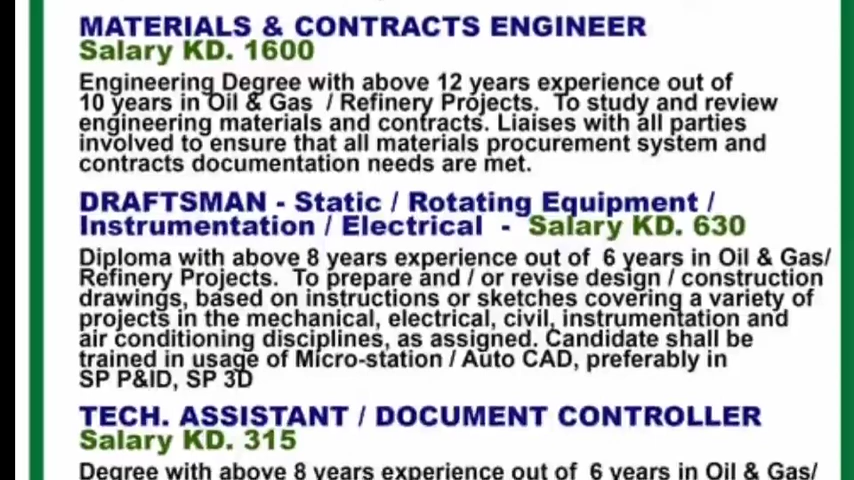 MATERIALS & CONTRACTS ENGINEER
Salary KD. 1600
Engineering Degree with above 12 years experience out of
10 years in Oil & Gas / Refinery Projects. To study and review
engineering materials and contracts. Liaises with all parties
involved to ensure that all materials procurement system and
contracts documentation needs are met.
DRAFTSMAN - Static / Rotating Equipment /
Instrumentation / Electrical - Salary KD. 630
Diploma with above 8 years experience out of 6 years in Oil & Gas/
Refinery Projects. To prepare and / or revise design / construction
drawings, based on instructions or sketches covering a variety of
projects in the mechanical, electrical, civil, instrumentation and
air conditioning disciplines, as assigned. Candidate shall be
trained in usage of Micro-station / Auto CAD, preferably in
SP P&ID, SP 3D
TECH. ASSISTANT / DOCUMENT CONTROLLER
Salary KD. 315
Degree with above 8 years experience out of 6 years in Oil & Gas/